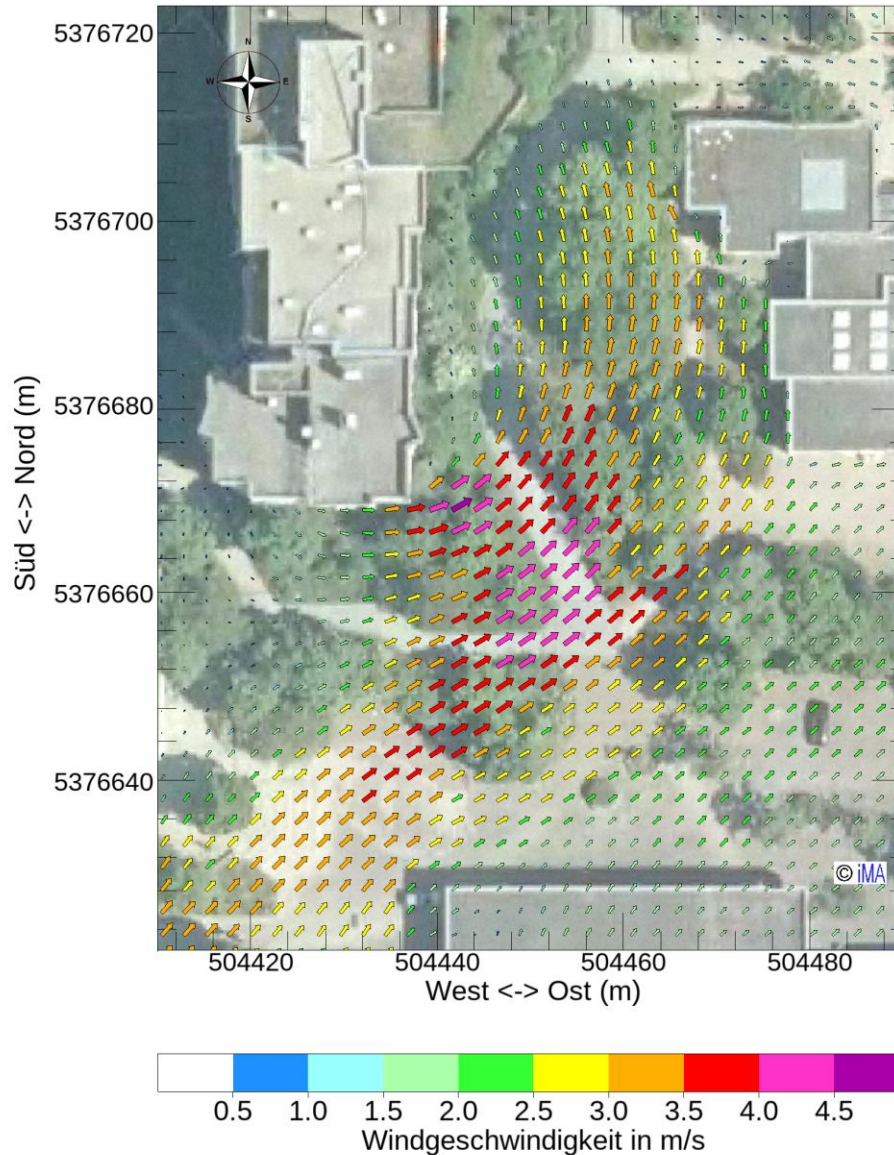 5376720
N
W E
S
5376700
5376680
5376660
5376640
Süd <-> Nord (m)
© iMA
504420 504440 504460 504480
West <-> Ost (m)
0.5 1.0 1.5 2.0 2.5 3.0 3.5 4.0 4.5
Windgeschwindigkeit in m/s